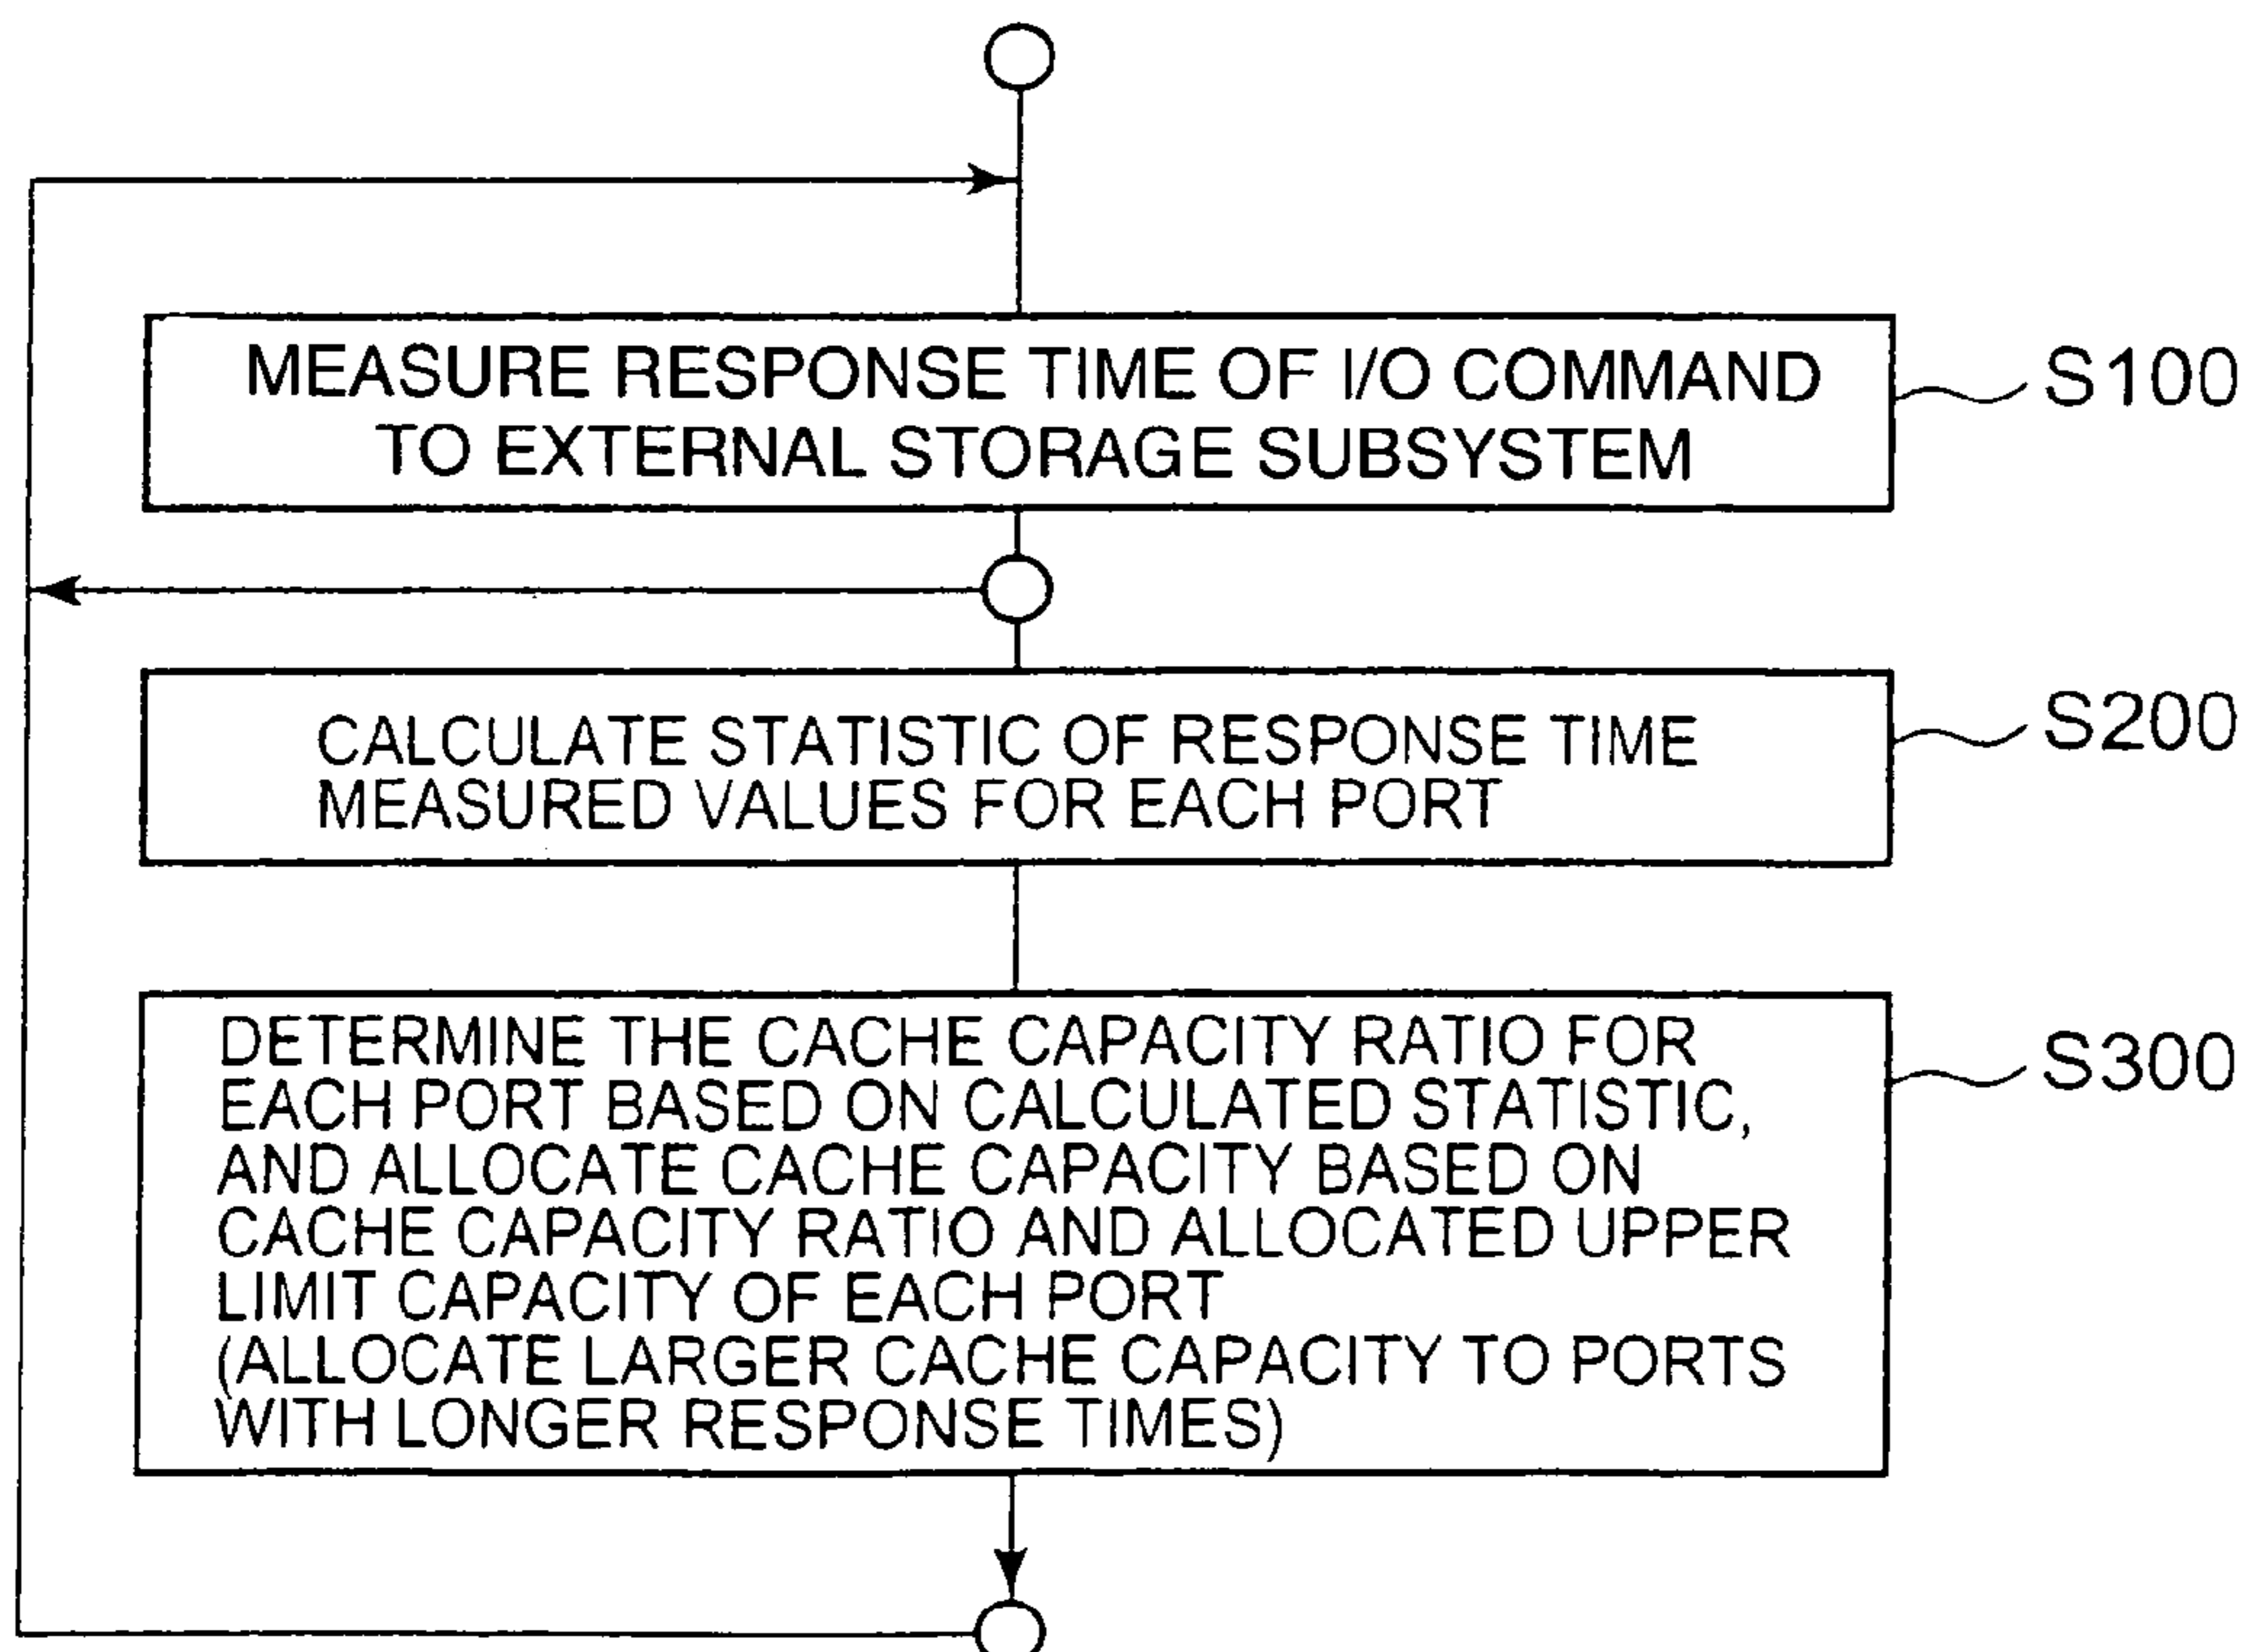 MEASURE RESPONSE TIME OF I/O COMMAND
TO EXTERNAL STORAGE SUBSYSTEM
S100
CALCULATE STATISTIC OF RESPONSE TIME
MEASURED VALUES FOR EACH PORT
S200
DETERMINE THE CACHE CAPACITY RATIO FOR
EACH PORT BASED ON CALCULATED STATISTIC,
AND ALLOCATE CACHE CAPACITY BASED ON
CACHE CAPACITY RATIO AND ALLOCATED UPPER
LIMIT CAPACITY OF EACH PORT
(ALLOCATE LARGER CACHE CAPACITY TO PORTS
WITH LONGER RESPONSE TIMES)
S300